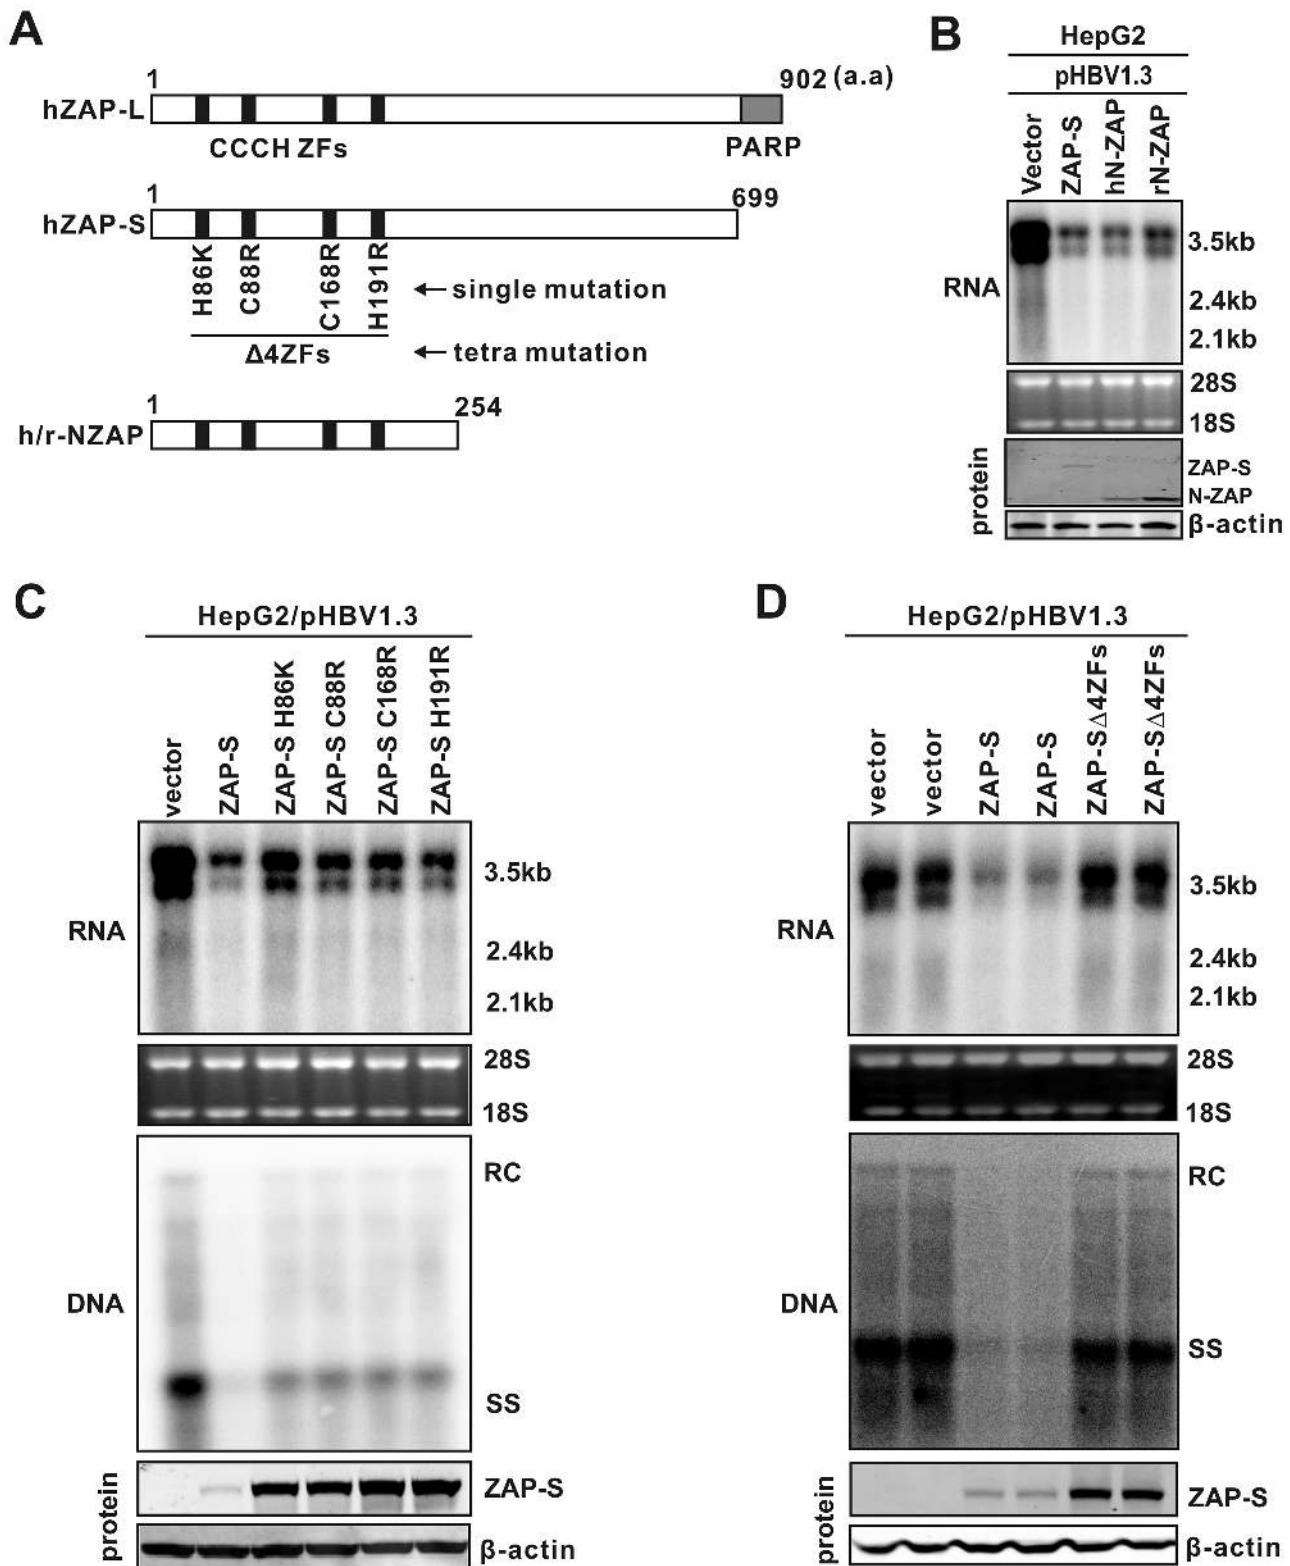 A
1
902 (a.a)
hZAP-L
CCCH ZFs
PARP
1
699
hZAP-S
H86K
C88R
C168R
H191R
← single mutation
Δ4ZFs
← tetra mutation
1
254
h/r-NZAP
B
HepG2
pHBV1.3
Vector
ZAP-S
hN-ZAP
rN-ZAP
RNA
3.5kb
2.4kb
2.1kb
28S
18S
protein
ZAP-S
N-ZAP
β-actin
C
HepG2/pHBV1.3
vector
ZAP-S
ZAP-S H86K
ZAP-S C88R
ZAP-S C168R
ZAP-S H191R
RNA
3.5kb
2.4kb
2.1kb
28S
18S
DNA
RC
SS
protein
ZAP-S
β-actin
D
HepG2/pHBV1.3
vector
vector
ZAP-S
ZAP-S
ZAP-SΔ4ZFs
ZAP-SΔ4ZFs
RNA
3.5kb
2.4kb
2.1kb
28S
18S
DNA
RC
SS
protein
ZAP-S
β-actin